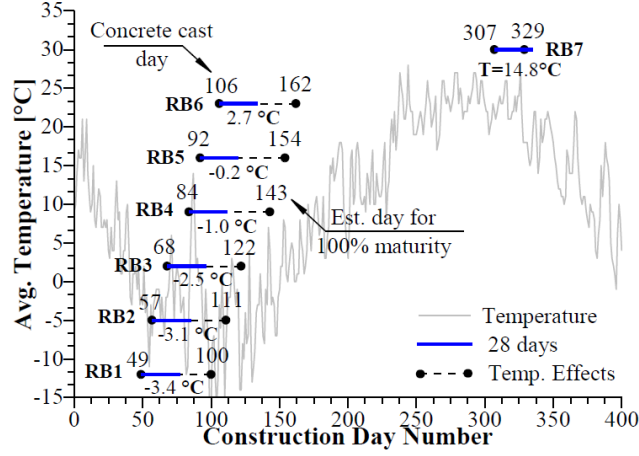 35
30
25
20
15
10
5
0
-5
-10
-15
Avg. Temperature [°C]
Concrete cast
day
307 329
RB7
T=14.8°C
106 162
RB6
2.7 °C
92 154
RB5
-0.2 °C
84 143
RB4
-1.0 °C
Est. day for
100% maturity
68 122
RB3
-2.5 °C
57 111
RB2
-3.1 °C
49 100
RB1
-3.4 °C
Temperature
28 days
Temp. Effects
0 50 100 150 200 250 300 350 400
Construction Day Number